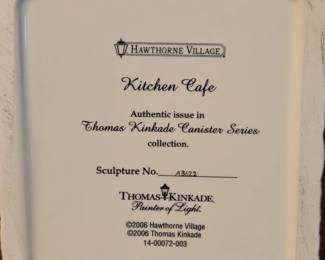 HAWTHORNE VILLAGE
Kitchen Cafe
Authentic issue in
Thomas Kinkade Canister Series
collection.
Sculpture No. A3622
THOMAS KINKADE
Painter of Light
©2006 Hawthorne Village
©2006 Thomas Kinkade
14-00072-003